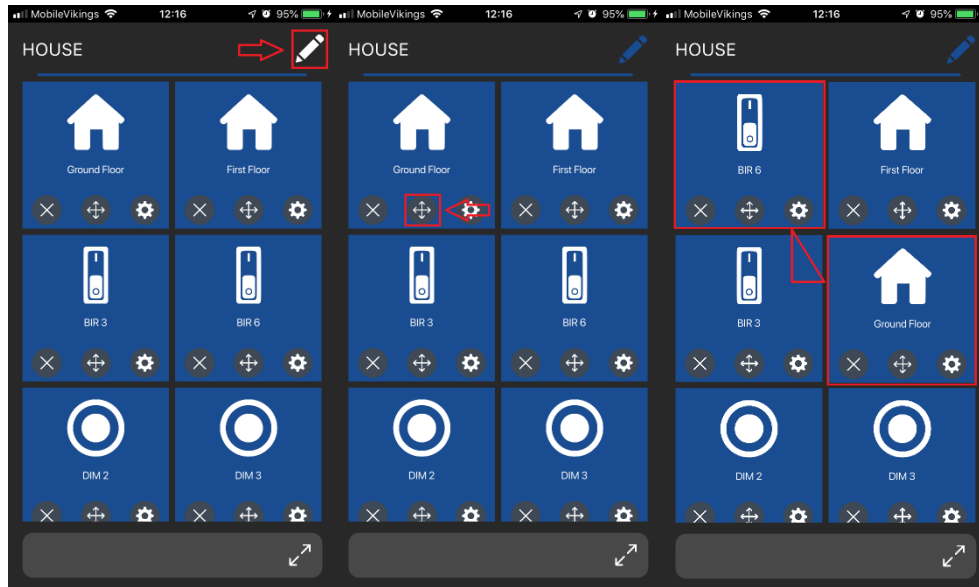 MobileVikings 12:16 95%
HOUSE
Ground Floor First Floor
BIR 3 BIR 6
DIM 2 DIM 3
MobileVikings 12:16 95%
HOUSE
Ground Floor First Floor
BIR 3 BIR 6
DIM 2 DIM 3
MobileVikings 12:16 95%
HOUSE
BIR 6 First Floor
BIR 3 Ground Floor
DIM 2 DIM 3